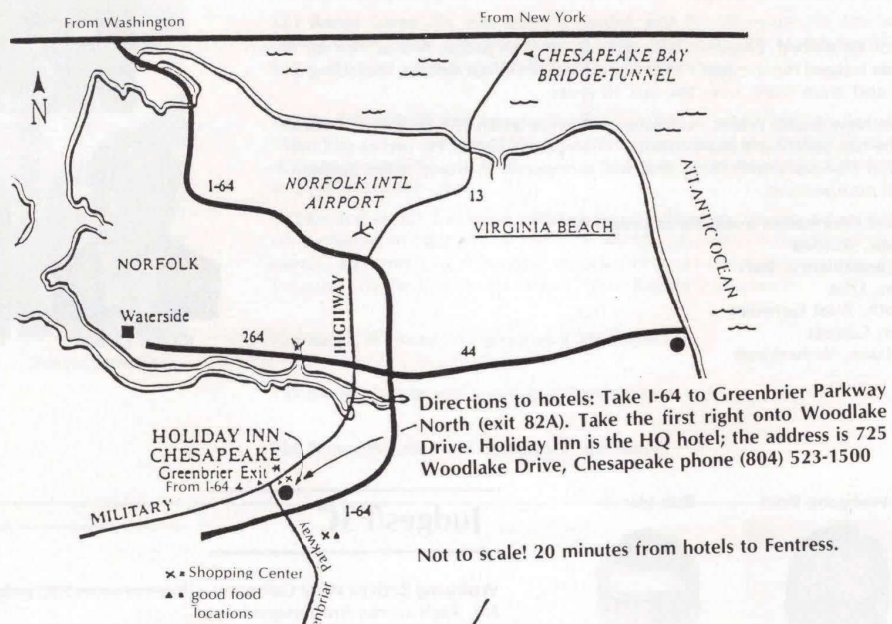 From Washington
From New York
CHESAPEAKE BAY
BRIDGE-TUNNEL
N
I-64
NORFOLK INTL
AIRPORT
13
VIRGINIA BEACH
ATLANTIC OCEAN
NORFOLK
Waterside
HIGHWAY
264
44
Directions to hotels: Take I-64 to Greenbrier Parkway
North (exit 82A). Take the first right onto Woodlake
Drive. Holiday Inn is the HQ hotel; the address is 725
Woodlake Drive, Chesapeake phone (804) 523-1500
HOLIDAY INN
CHESAPEAKE
Greenbrier Exit
From I-64
MILITARY
I-64
Parkway
Not to scale! 20 minutes from hotels to Fentress.
Shopping Center
good food
locations